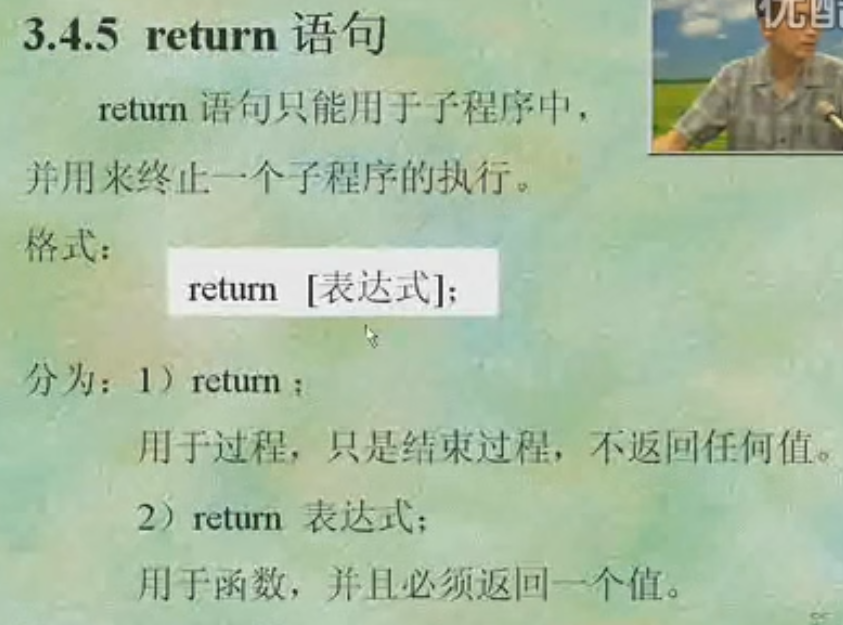 3.4.5 return 语句
优酷
return 语句只能用于子程序中，
并用来终止一个子程序的执行。
格式：
return [表达式];
分为：1）return；
用于过程，只是结束过程，不返回任何值。
2）return 表达式；
用于函数，并且必须返回一个值。